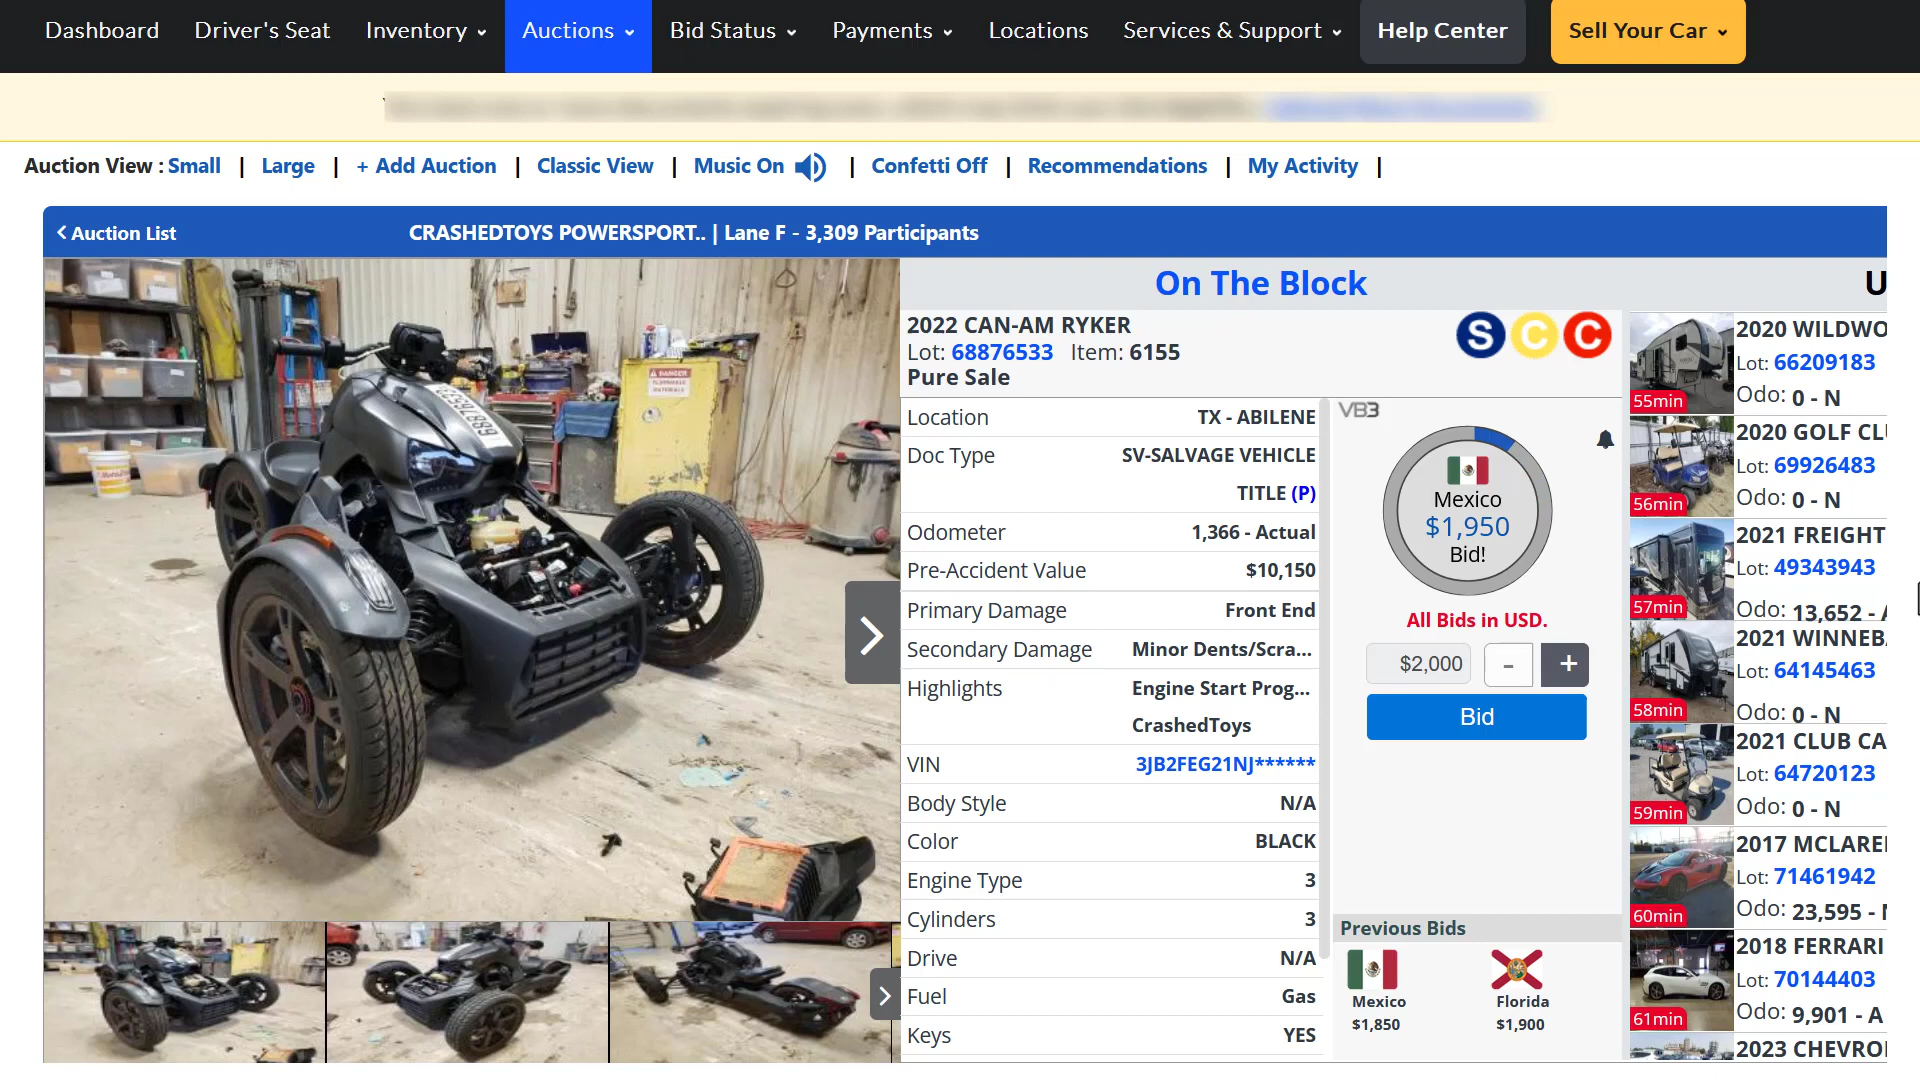 Dashboard Driver's Seat Inventory Auctions Bid Status Payments Locations Services & Support Help Center Sell Your Car
Auction View : Small | Large | + Add Auction | Classic View | Music On | Confetti Off | Recommendations | My Activity |
Auction List
CRASHEDTOYS POWERSPORT.. | Lane F - 3,309 Participants
On The Block
2022 CAN-AM RYKER
Lot: 68876533 Item: 6155
Pure Sale
S C C
Location TX - ABILENE
Doc Type SV-SALVAGE VEHICLE
TITLE (P)
Odometer 1,366 - Actual
Pre-Accident Value $10,150
Primary Damage Front End
Secondary Damage Minor Dents/Scra...
Highlights Engine Start Prog...
CrashedToys
VIN 3JB2FEG21NJ******
Body Style N/A
Color BLACK
Engine Type 3
Cylinders 3
Drive N/A
Fuel Gas
Keys YES
VB3
Mexico
$1,950
Bid!
All Bids in USD.
$2,000 - +
Bid
Previous Bids
Mexico
$1,850
Florida
$1,900
U
2020 WILDWO
Lot: 66209183
Odo: 0 - N
55min
2020 GOLF CLU
Lot: 69926483
Odo: 0 - N
56min
2021 FREIGHT
Lot: 49343943
Odo: 13,652 - A
57min
2021 WINNEBA
Lot: 64145463
Odo: 0 - N
58min
2021 CLUB CA
Lot: 64720123
Odo: 0 - N
59min
2017 MCLAREI
Lot: 71461942
Odo: 23,595 - N
60min
2018 FERRARI
Lot: 70144403
Odo: 9,901 - A
61min
2023 CHEVROL
DANGER
68876533